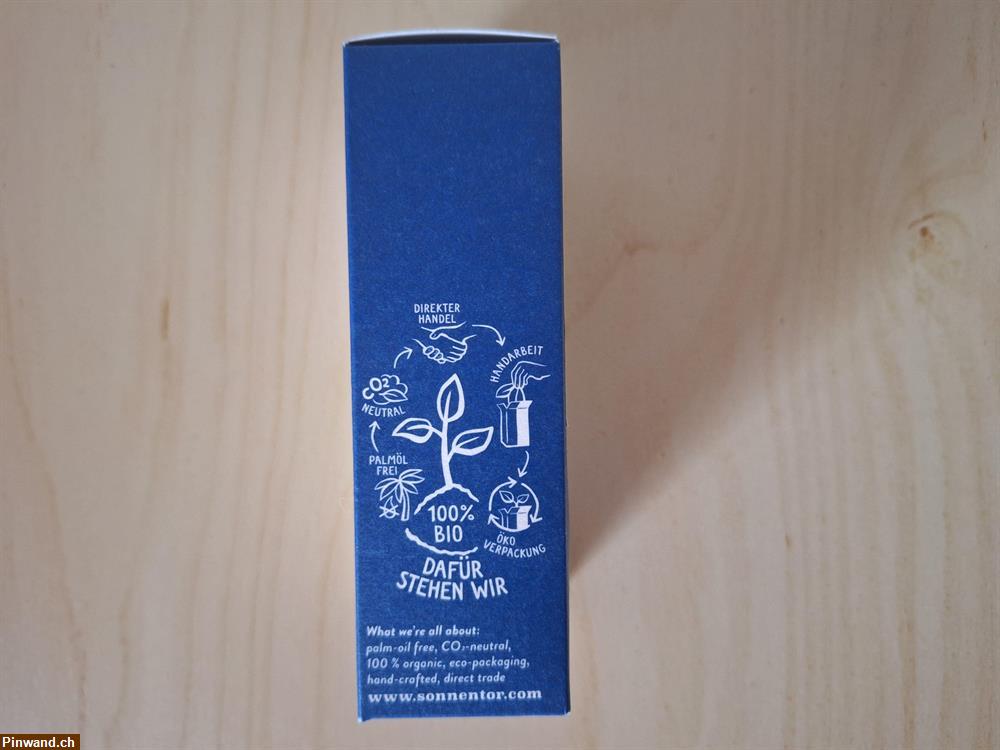 DIREKTER
HANDEL
HANDARBEIT
CO2
NEUTRAL
PALMÖL
FREI
100%
BIO
ÖKO
VERPACKUNG
DAFÜR
STEHEN WIR
What we're all about:
palm-oil free, CO₂-neutral,
100 % organic, eco-packaging,
hand-crafted, direct trade
www.sonnentor.com
Pinwand.ch